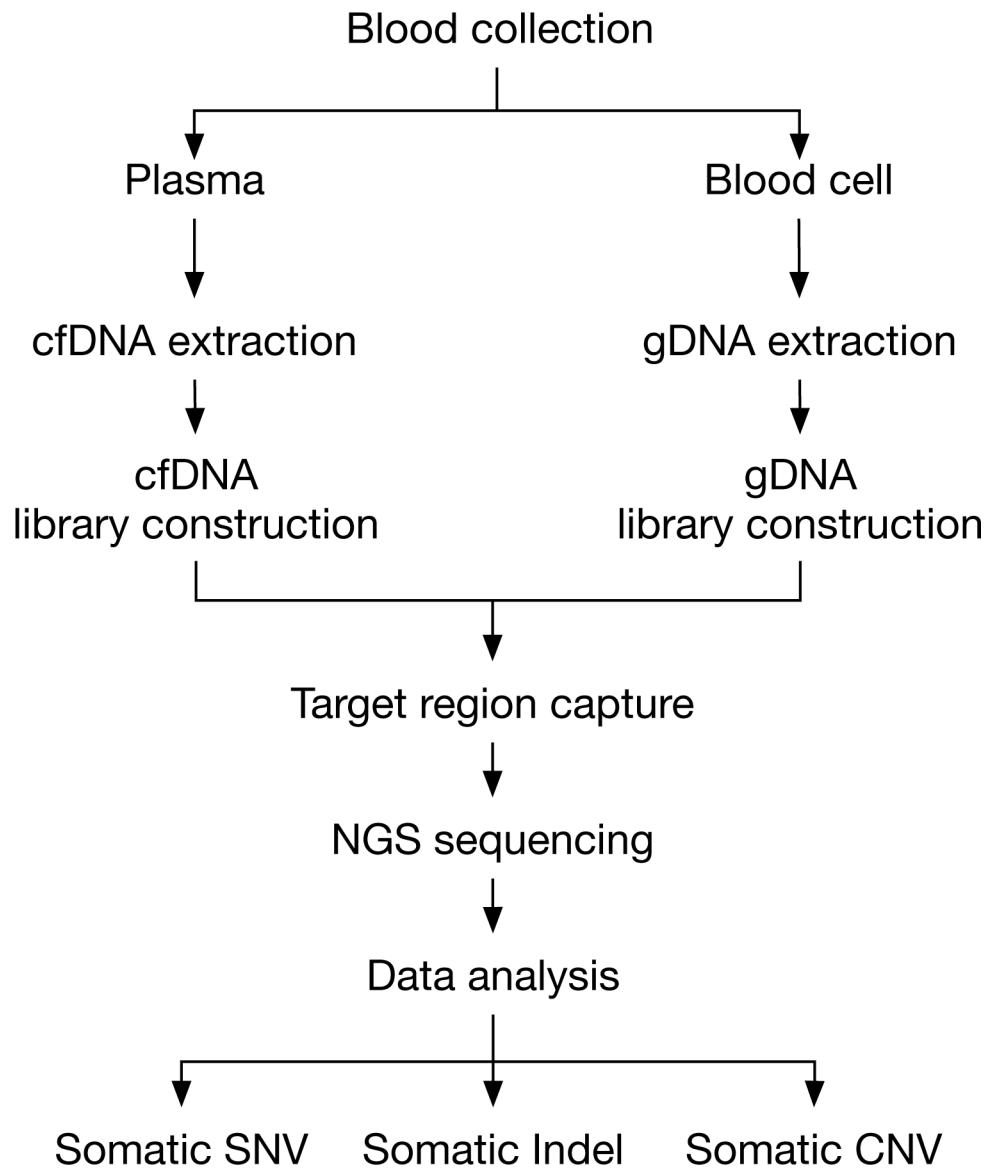 Blood collection
Plasma
Blood cell
cfDNA extraction
gDNA extraction
cfDNA
library construction
gDNA
library construction
Target region capture
NGS sequencing
Data analysis
Somatic SNV
Somatic Indel
Somatic CNV